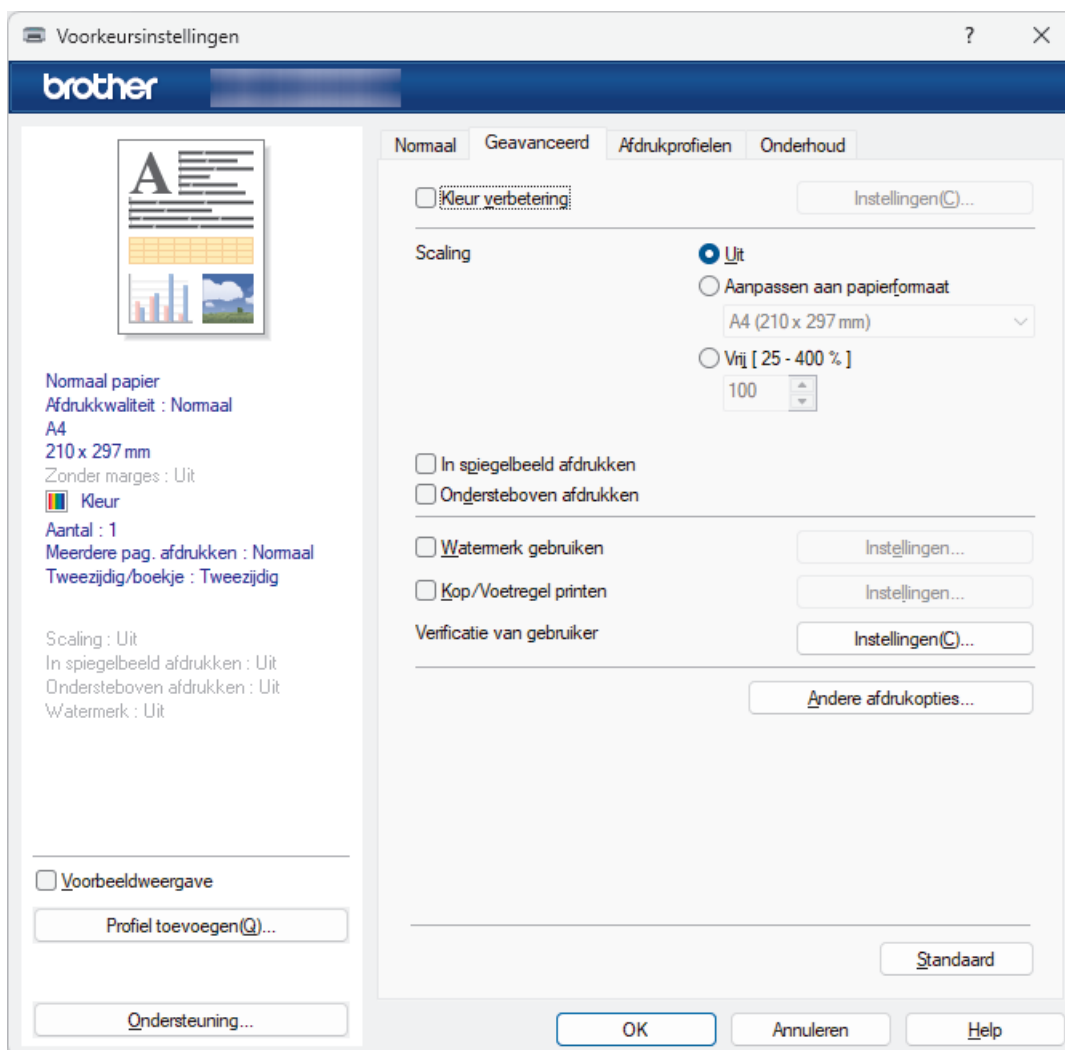 Voorkeursinstellingen
brother
A
Normaal papier
Afdrukkwaliteit : Normaal
A4
210 x 297 mm
Zonder marges : Uit
Kleur
Aantal : 1
Meerdere pag. afdrukken : Normaal
Tweezijdig/boekje : Tweezijdig
Scaling : Uit
In spiegelbeeld afdrukken : Uit
Ondersteboven afdrukken : Uit
Watermerk : Uit
Voorbeeldweergave
Profiel toevoegen(Q)...
Ondersteuning...
Normaal Geavanceerd Afdrukprofielen Onderhoud
Kleur verbetering Instellingen(C)...
Scaling Uit
Aanpassen aan papierformaat
A4 (210 x 297 mm)
Vrij [ 25 - 400 % ]
100
In spiegelbeeld afdrukken
Ondersteboven afdrukken
Watermerk gebruiken Instellingen...
Kop/Voetregel printen Instellingen...
Verificatie van gebruiker Instellingen(C)...
Andere afdrukopties...
Standaard
OK Annuleren Help